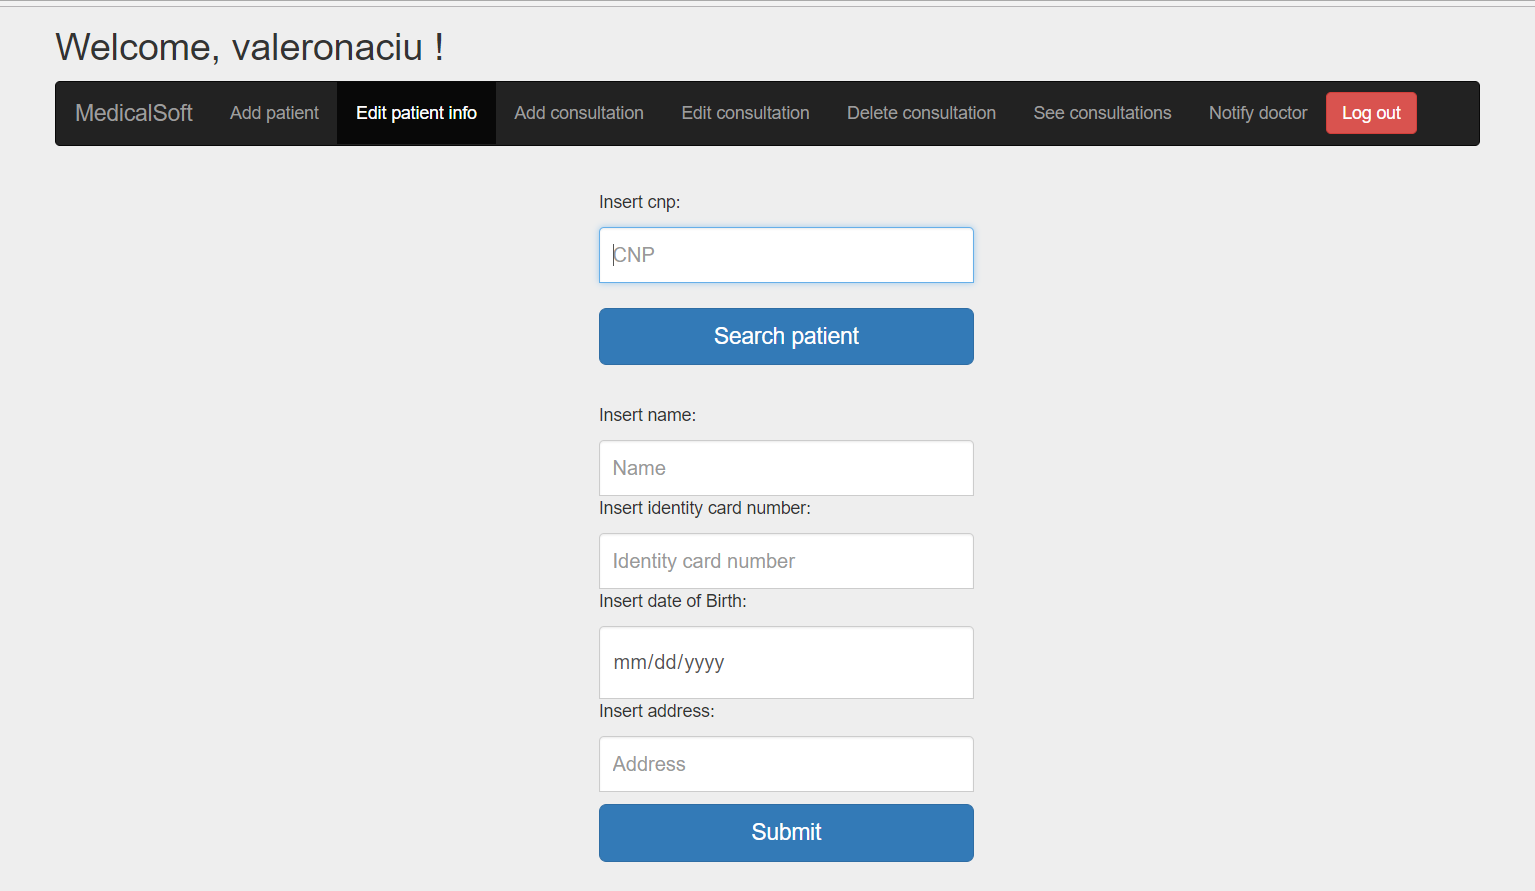 Welcome, valeronaciu !
MedicalSoft Add patient Edit patient info Add consultation Edit consultation Delete consultation See consultations Notify doctor Log out
Insert cnp:
CNP
Search patient
Insert name:
Name
Insert identity card number:
Identity card number
Insert date of Birth:
mm/dd/yyyy
Insert address:
Address
Submit